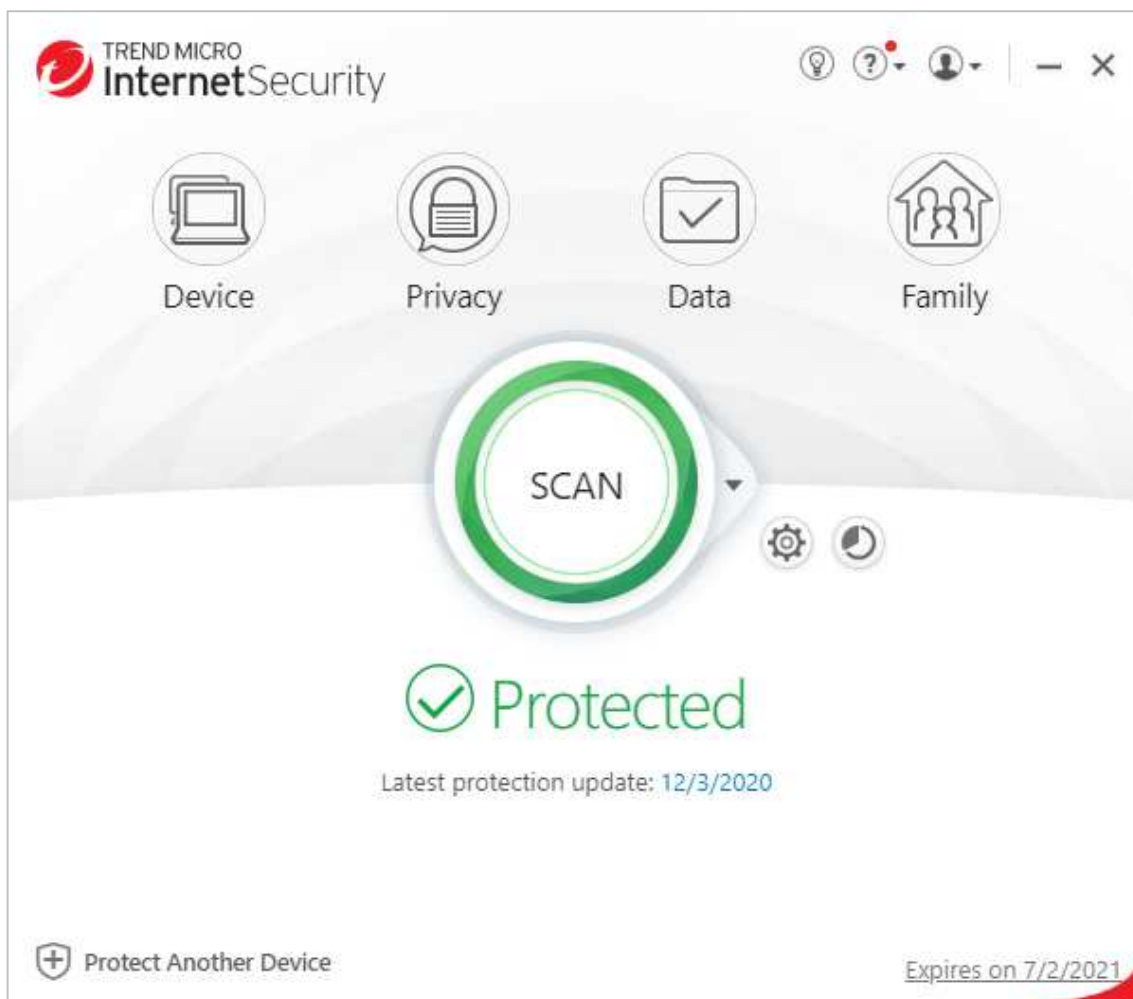 TREND MICRO
InternetSecurity
?
Device
Privacy
Data
Family
SCAN
Protected
Latest protection update: 12/3/2020
Protect Another Device
Expires on 7/2/2021